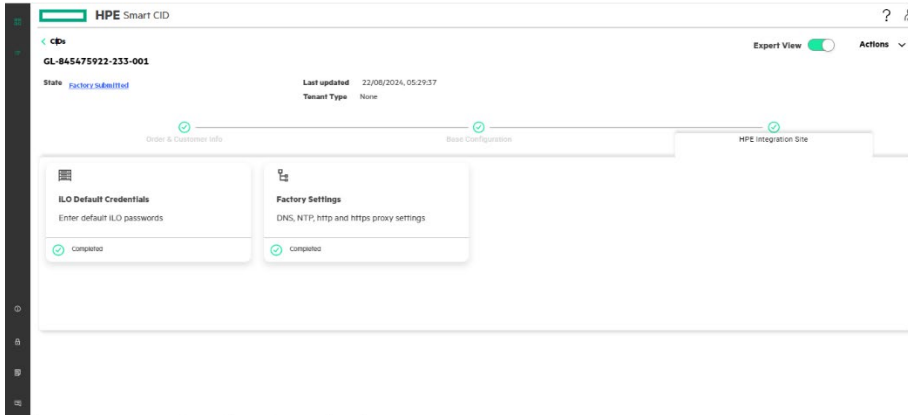 HPE Smart CID ?
CIDs
Expert View Actions
GL-845475922-233-001
State Factory Submitted Last updated 22/08/2024, 05:29:37
Tenant Type None
Order & Customer Info Base Configuration HPE Integration Site
ILO Default Credentials Factory Settings
Enter default ILO passwords DNS, NTP, http and https proxy settings
Completed Completed